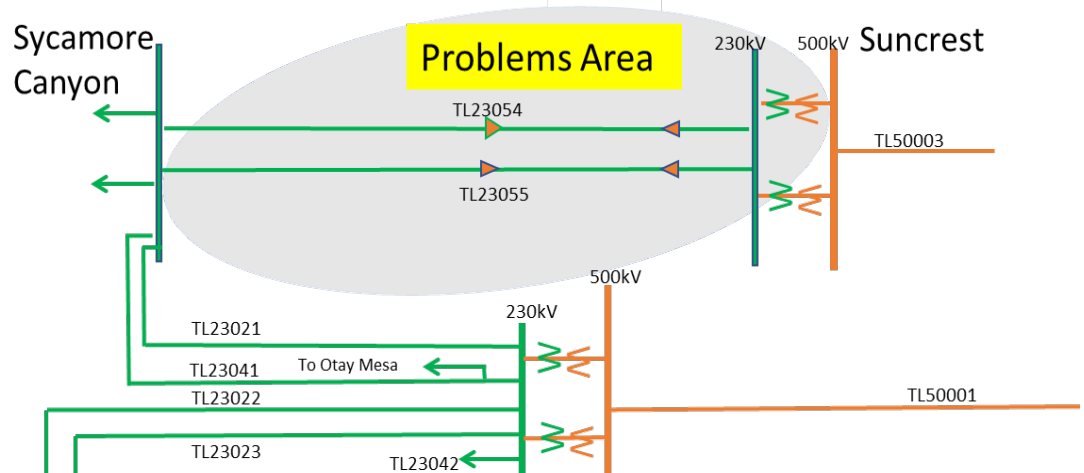 Sycamore
Canyon
Problems Area
230kV
500kV
Suncrest
TL23054
TL50003
TL23055
500kV
230kV
TL23021
To Otay Mesa
TL23041
TL23022
TL50001
TL23023
TL23042